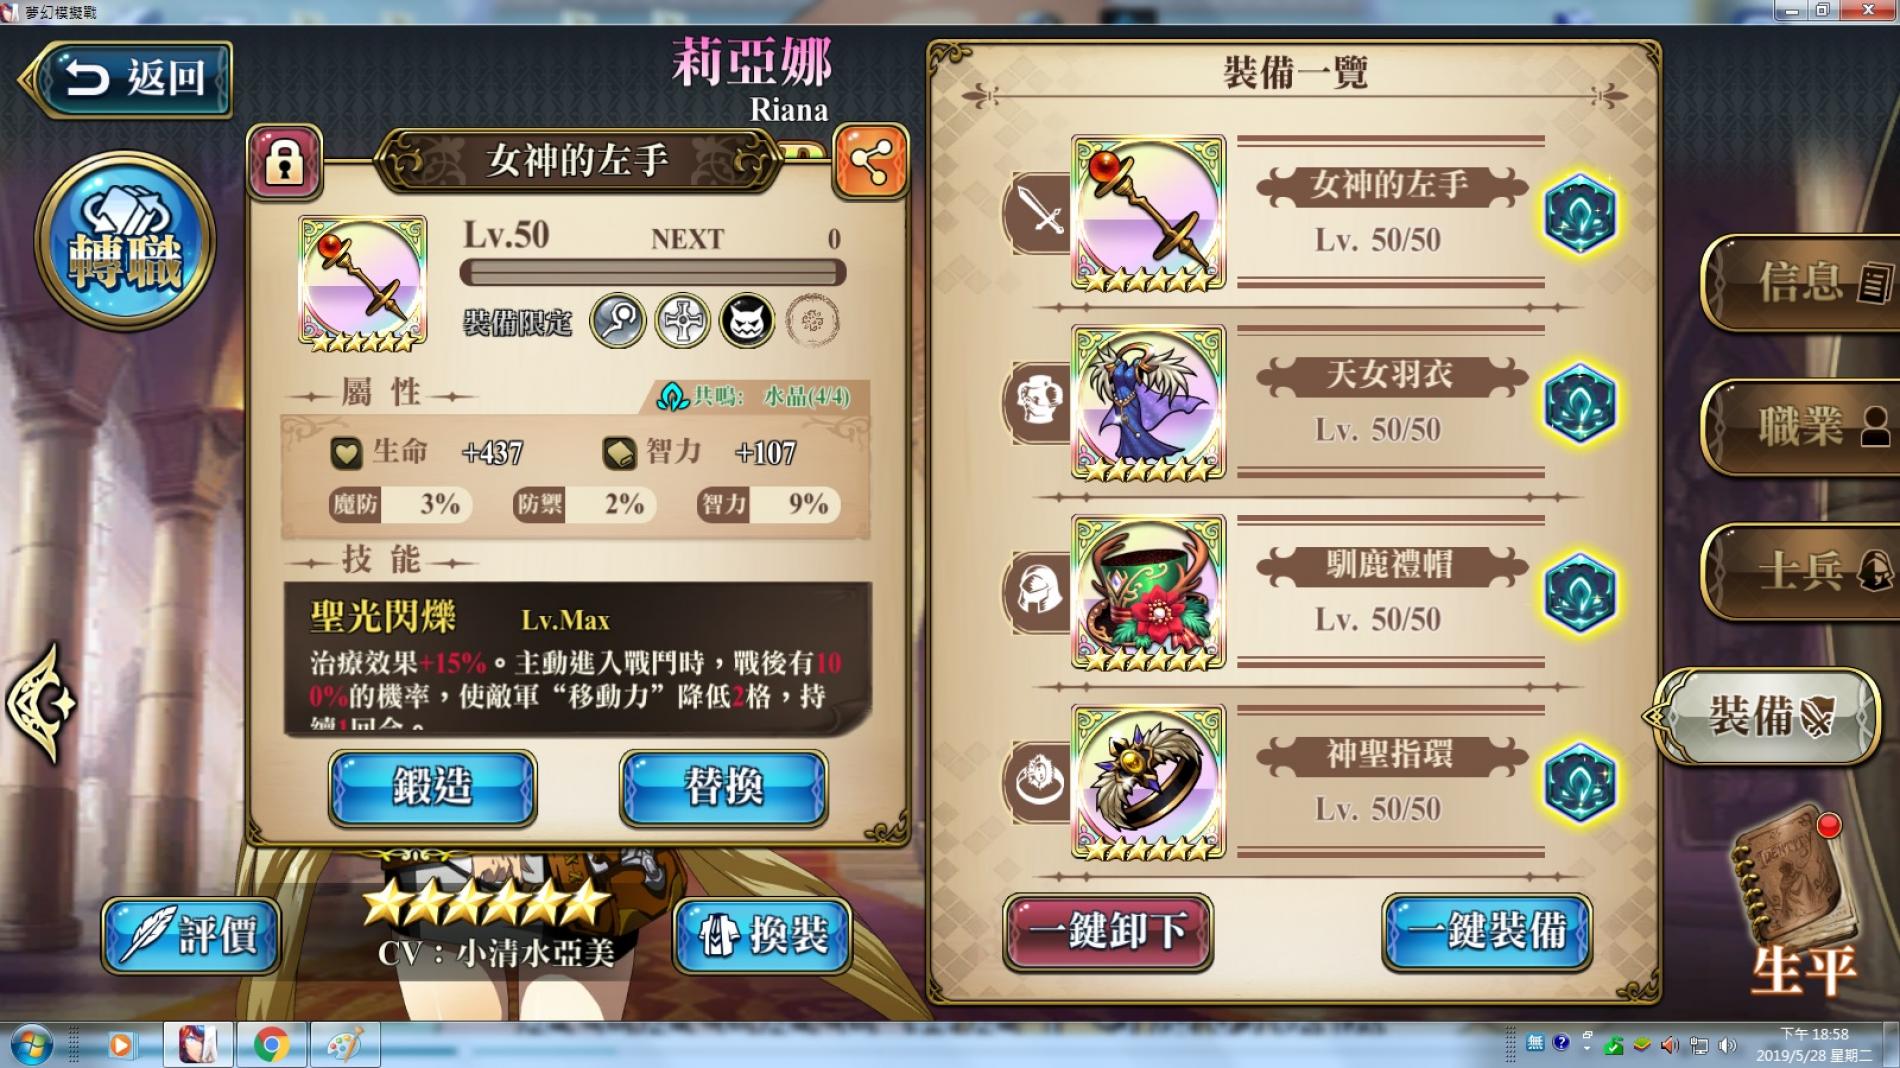 夢幻模擬戰
返回
莉亞娜
Riana
轉職
女神的左手
Lv.50
NEXT
0
裝備限定
屬 性
共鳴： 水晶(4/4)
生命 +437
智力 +107
魔防 3%
防禦 2%
智力 9%
技 能
聖光閃爍 Lv.Max
治療效果+15%。主動進入戰鬥時，戰後有10
0%的機率，使敵軍“移動力”降低2格，持
續1回合。
鍛造
替換
評價
CV：小清水亞美
換裝
裝備一覽
女神的左手
Lv. 50/50
天女羽衣
Lv. 50/50
馴鹿禮帽
Lv. 50/50
神聖指環
Lv. 50/50
一鍵卸下
一鍵裝備
信息
職業
士兵
裝備
生平
無
下午 18:58
2019/5/28 星期二